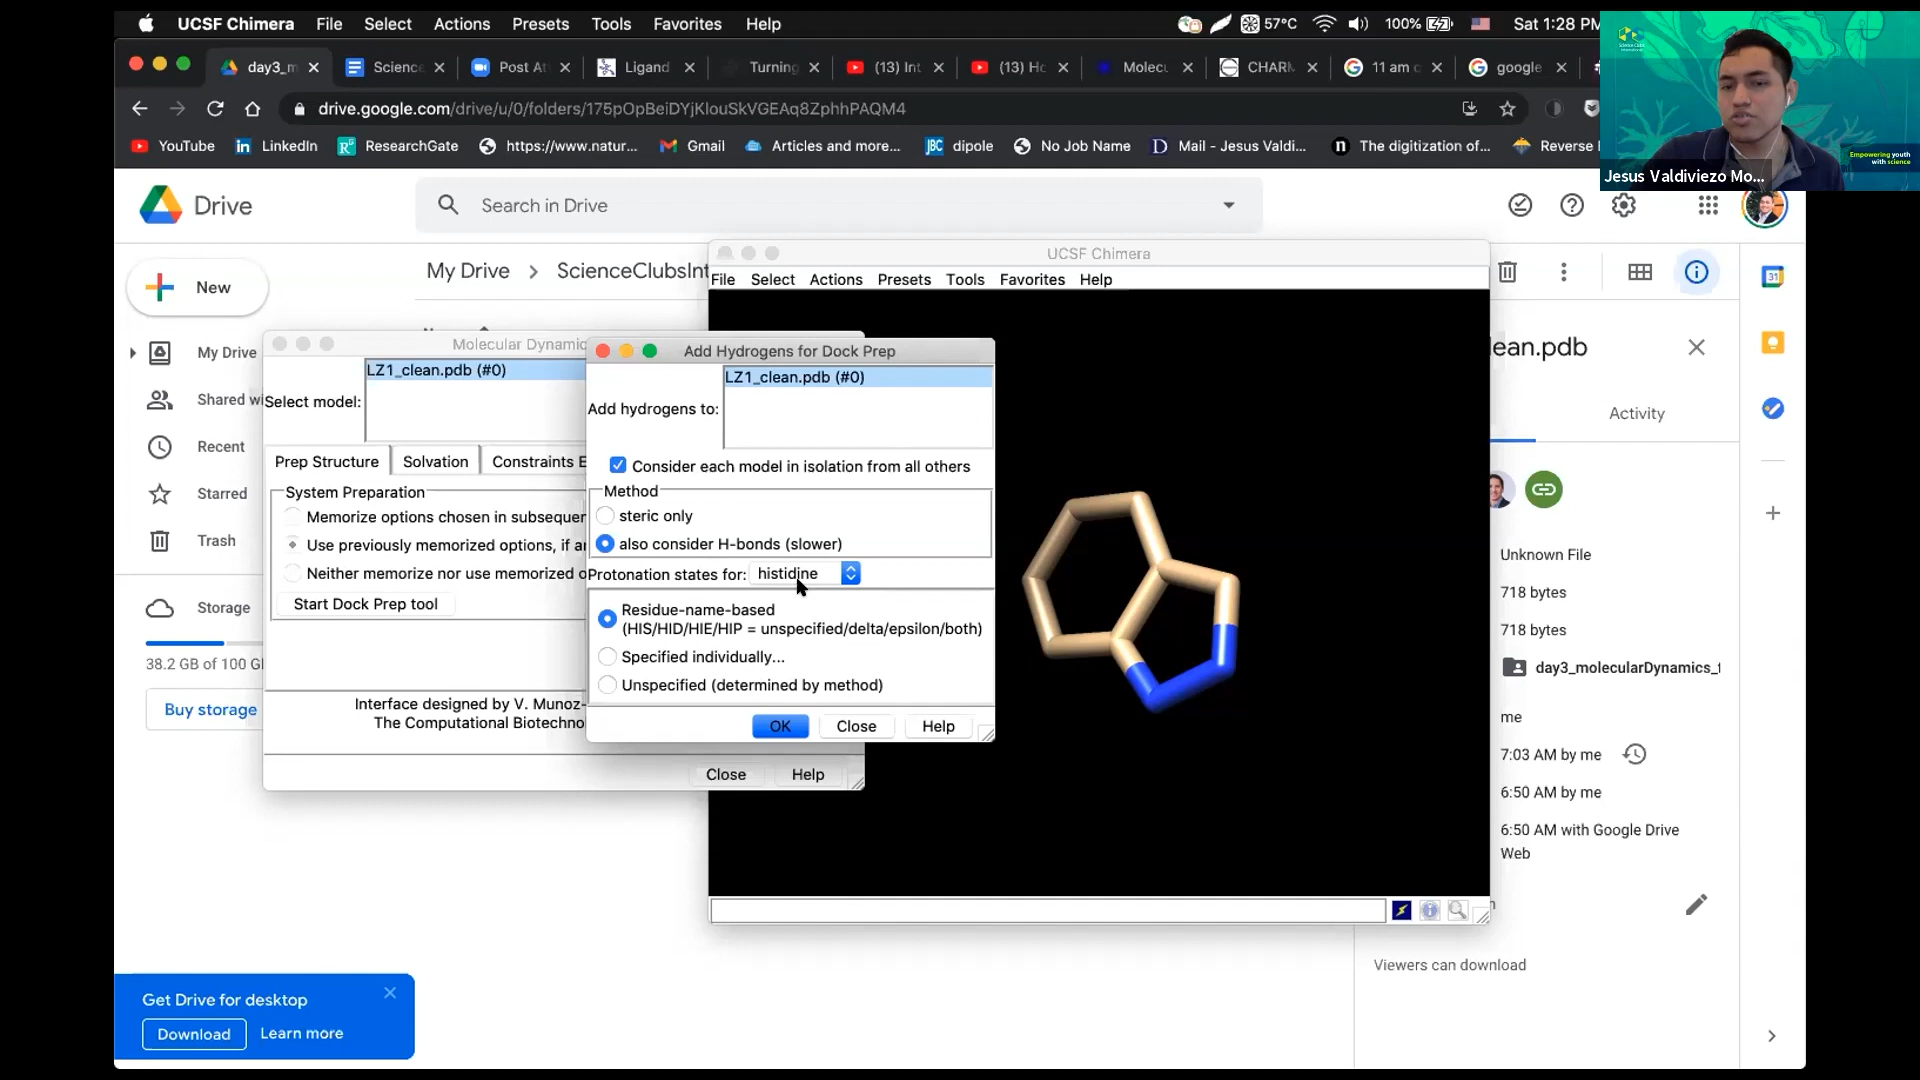 UCSF Chimera File Select Actions Presets Tools Favorites Help 57°C 100% Sat 1:28 PM
day3_m Science Post At Ligand Turning (13) Int (13) Ho Molecu CHARM 11 am google
drive.google.com/drive/u/0/folders/175pOpBeiDYjKlouSkVGEAq8ZphhPAQM4
YouTube LinkedIn ResearchGate https://www.natur... Gmail Articles and more... JBC dipole No Job Name Mail - Jesus Valdi... The digitization of... Reverse
Empowering youth
with science
Jesus Valdiviezo Mo...
Drive
Search in Drive
New
My Drive > ScienceClubsInt
UCSF Chimera
File Select Actions Presets Tools Favorites Help
31
My Drive
Shared wi
Recent
Starred
Trash
Storage
38.2 GB of 100 G
Buy storage
Molecular Dynamic
LZ1_clean.pdb (#0)
Select model:
Prep Structure Solvation Constraints
System Preparation
Memorize options chosen in subsequen
Use previously memorized options, if a
Neither memorize nor use memorized o
Start Dock Prep tool
Interface designed by V. Munoz-
The Computational Biotechno
Close Help
Add Hydrogens for Dock Prep
LZ1_clean.pdb (#0)
Add hydrogens to:
Consider each model in isolation from all others
Method
steric only
also consider H-bonds (slower)
Protonation states for: histidine
Residue-name-based
(HIS/HID/HIE/HIP = unspecified/delta/epsilon/both)
Specified individually...
Unspecified (determined by method)
OK Close Help
ean.pdb
Activity
Unknown File
718 bytes
718 bytes
day3_molecularDynamics_f
me
7:03 AM by me
6:50 AM by me
6:50 AM with Google Drive
Web
Viewers can download
Get Drive for desktop
Download Learn more